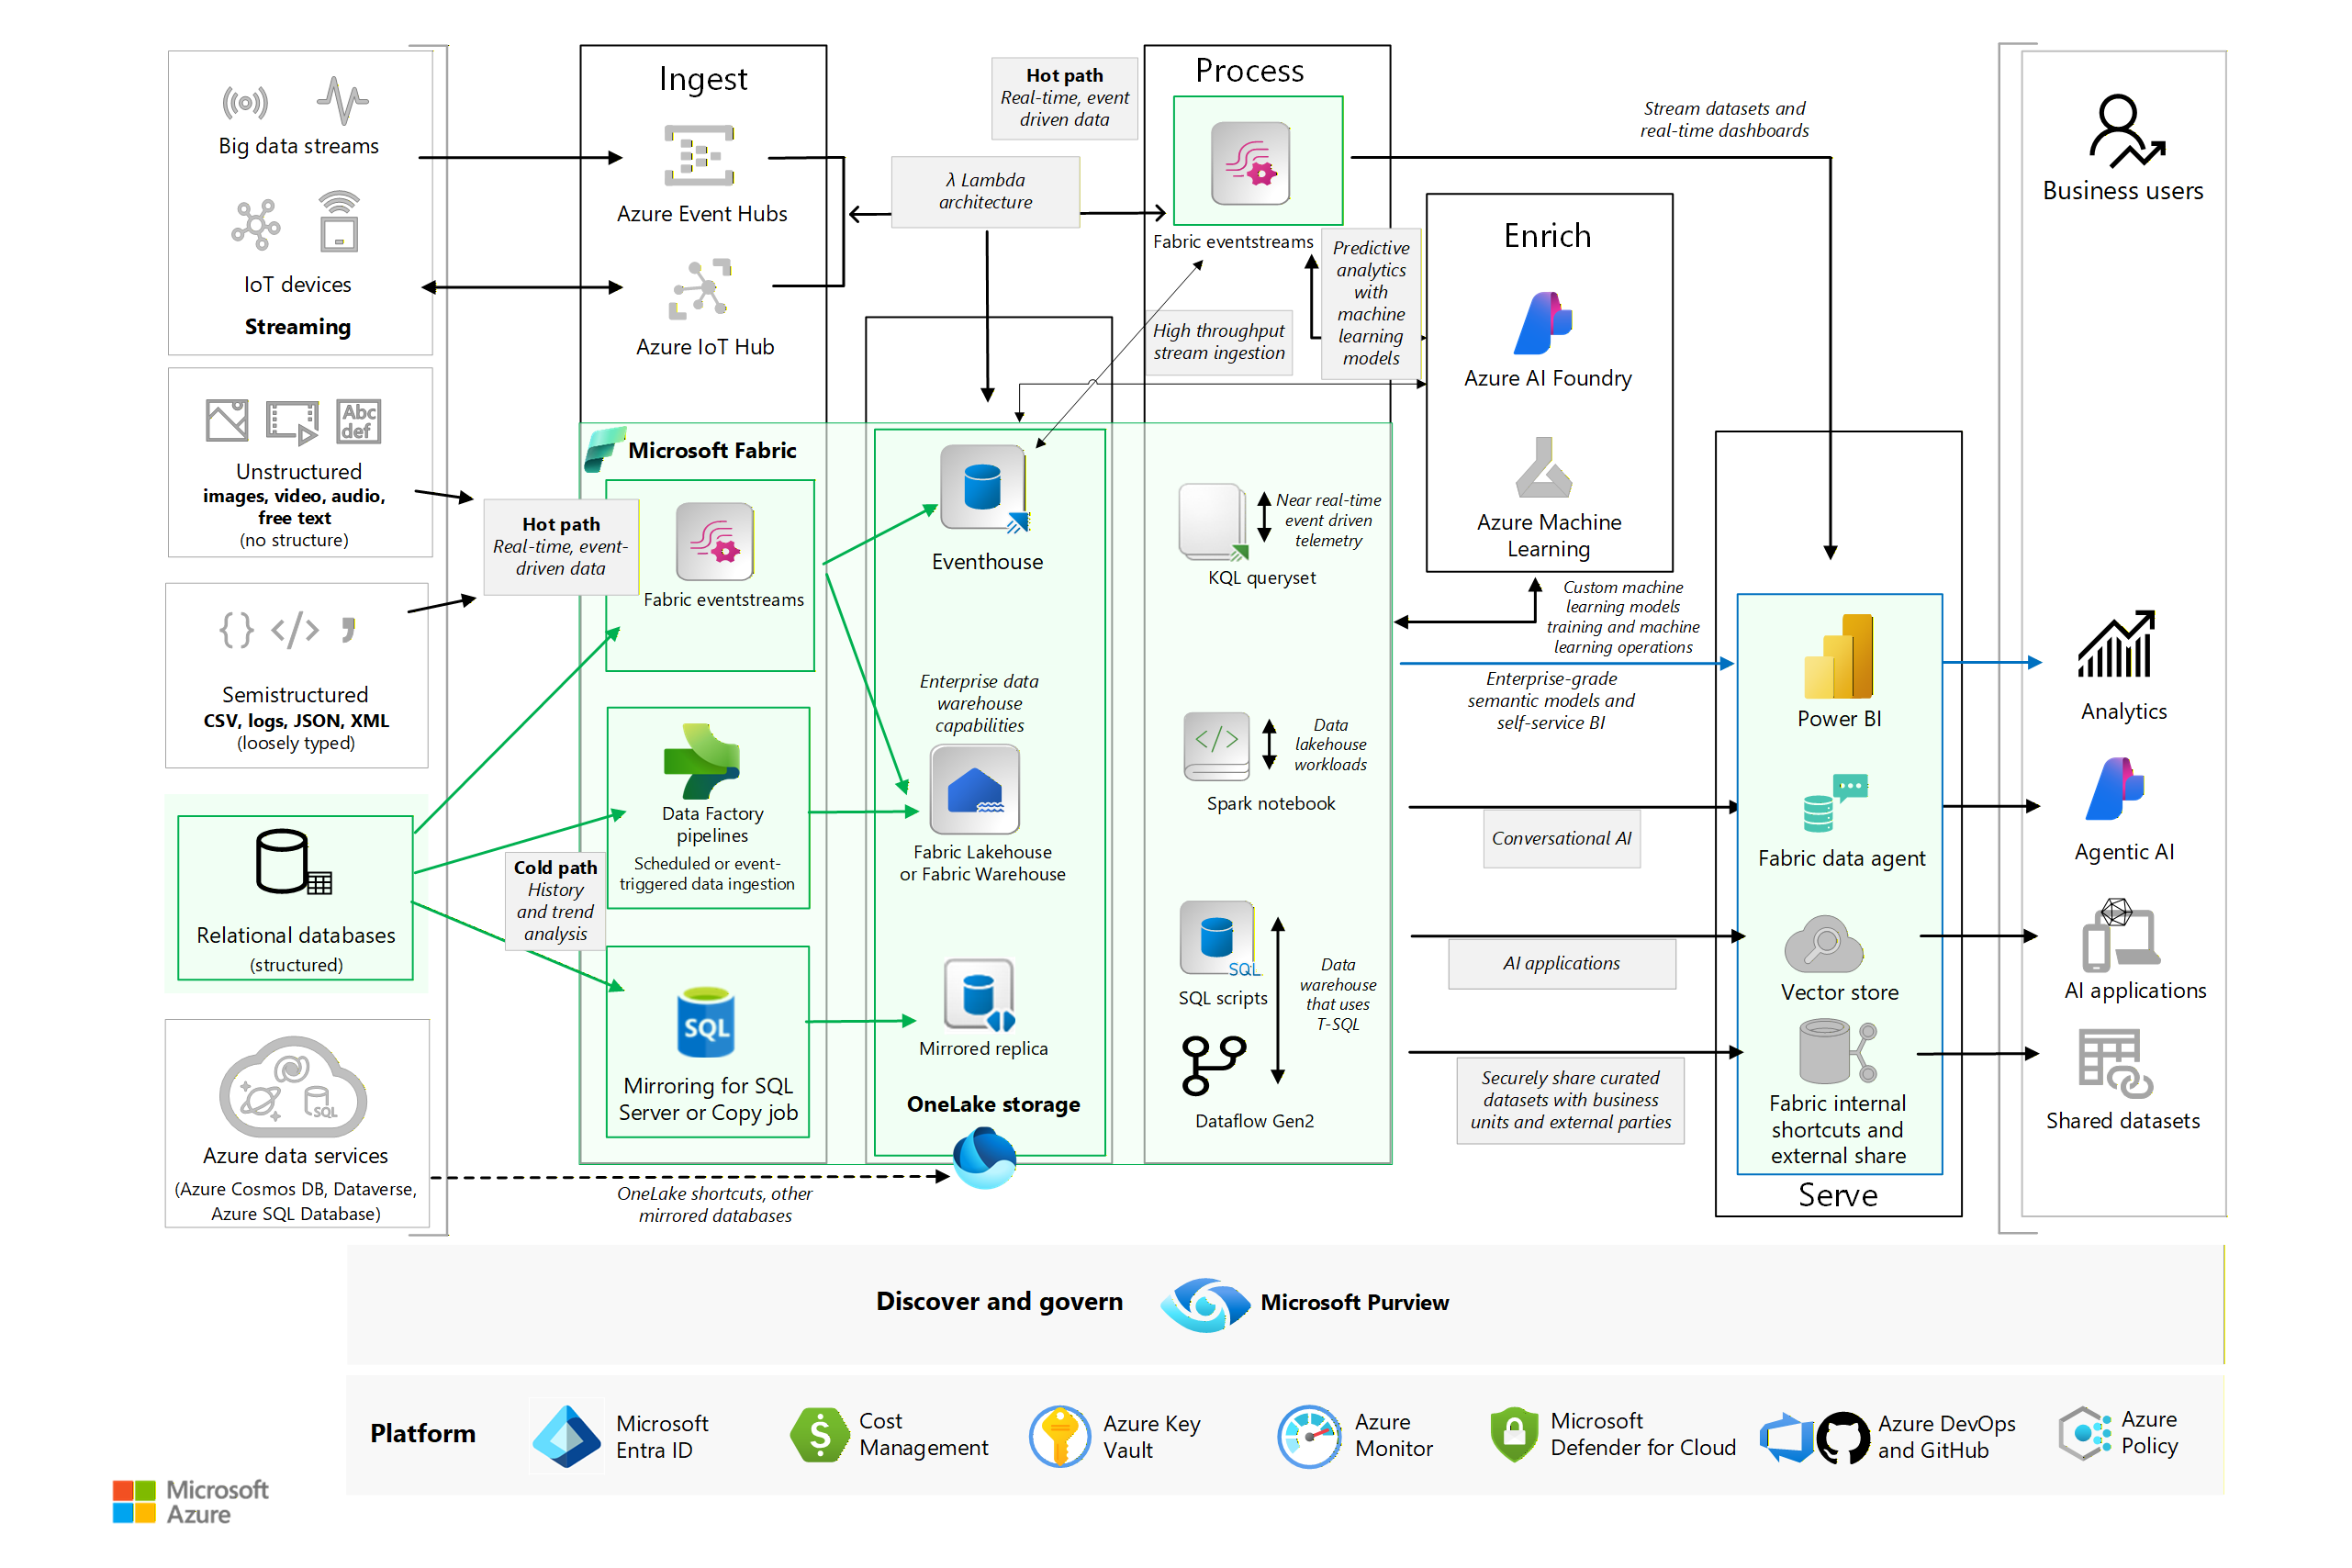 Big data streams
IoT devices
Streaming
Abc
def
Unstructured
images, video, audio,
free text
(no structure)
{} </> ,
Semistructured
CSV, logs, JSON, XML
(loosely typed)
Relational databases
(structured)
SQL
Azure data services
(Azure Cosmos DB, Dataverse,
Azure SQL Database)
Ingest
Azure Event Hubs
Azure IoT Hub
Hot path
Real-time, event
driven data
λ Lambda
architecture
Process
Fabric eventstreams
High throughput
stream ingestion
Predictive
analytics
with
machine
learning
models
Stream datasets and
real-time dashboards
Enrich
Azure AI Foundry
Azure Machine
Learning
Microsoft Fabric
Hot path
Real-time, event-
driven data
Fabric eventstreams
Data Factory
pipelines
Scheduled or event-
triggered data ingestion
Cold path
History
and trend
analysis
SQL
Mirroring for SQL
Server or Copy job
Eventhouse
Enterprise data
warehouse
capabilities
Fabric Lakehouse
or Fabric Warehouse
Mirrored replica
OneLake storage
OneLake shortcuts, other
mirrored databases
Near real-time
event driven
telemetry
KQL queryset
</>
Data
lakehouse
workloads
Spark notebook
SQL
SQL scripts
Data
warehouse
that uses
T-SQL
Dataflow Gen2
Custom machine
learning models
training and machine
learning operations
Enterprise-grade
semantic models and
self-service BI
Conversational AI
AI applications
Securely share curated
datasets with business
units and external parties
Power BI
Fabric data agent
Vector store
Fabric internal
shortcuts and
external share
Serve
Business users
Analytics
Agentic AI
AI applications
Shared datasets
Discover and govern
Microsoft Purview
Platform
Microsoft
Entra ID
$
Cost
Management
Azure Key
Vault
Azure
Monitor
Microsoft
Defender for Cloud
Azure DevOps
and GitHub
Azure
Policy
Microsoft
Azure